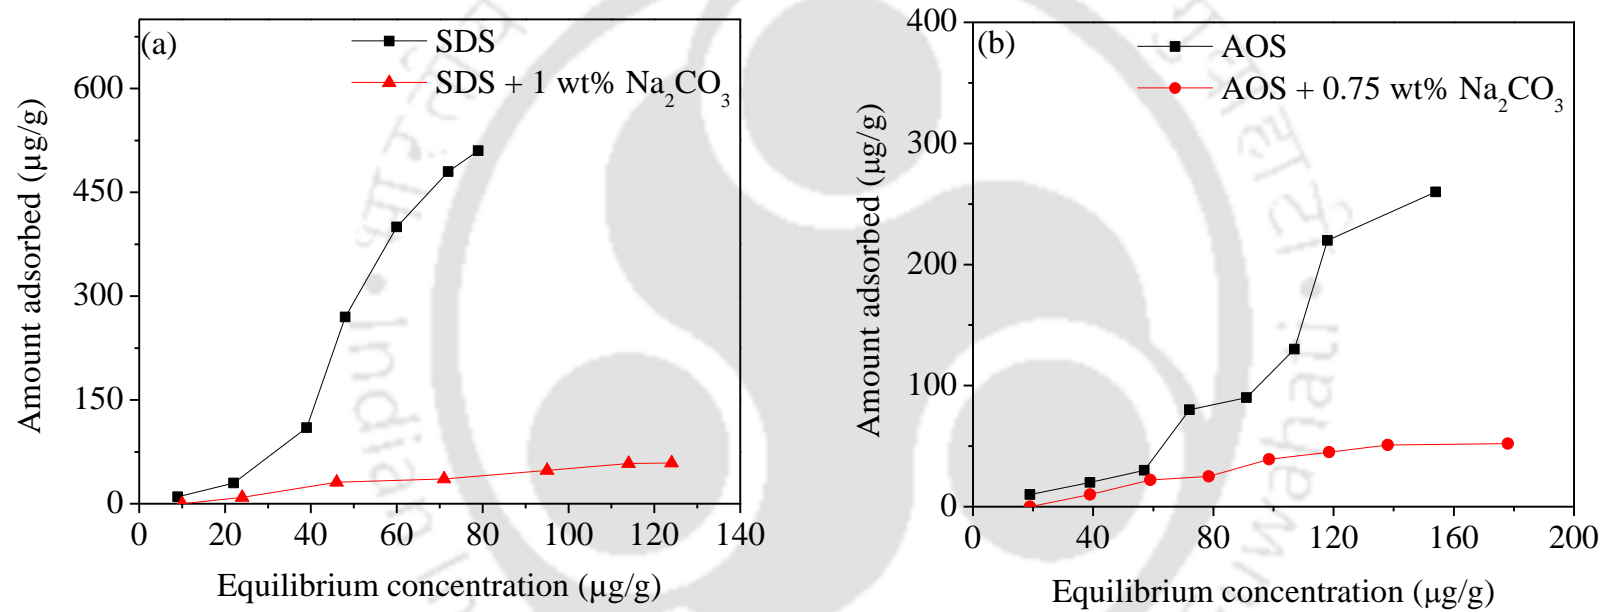 (a)
SDS
SDS + 1 wt% Na₂CO₃
600
450
300
150
0
0 20 40 60 80 100 120 140
Amount adsorbed (µg/g)
Equilibrium concentration (µg/g)
(b)
AOS
AOS + 0.75 wt% Na₂CO₃
400
300
200
100
0
0 40 80 120 160 200
Amount adsorbed (µg/g)
Equilibrium concentration (µg/g)
Indian In